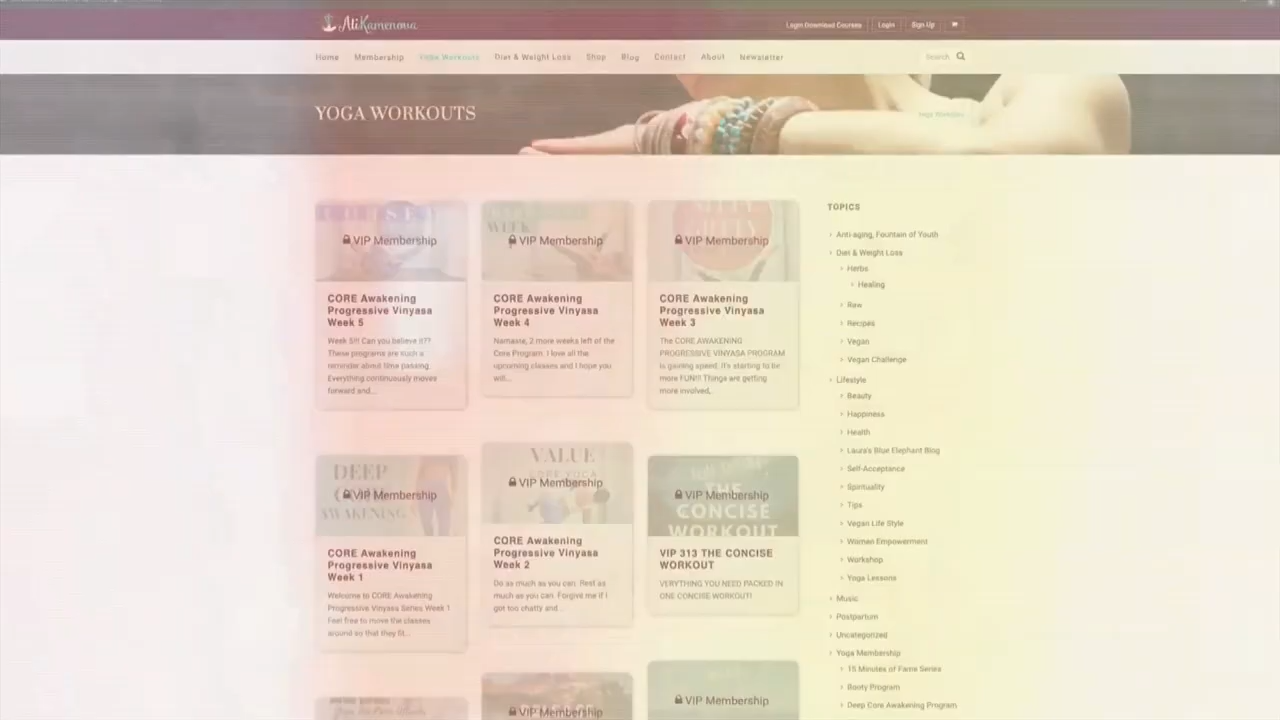 AliKamenova
Login Download Courses
Login
Sign Up
Home
Membership
Yoga Workouts
Diet & Weight Loss
Shop
Blog
Contact
About
Newsletter
Search
YOGA WORKOUTS
Yoga Workouts
VIP Membership
CORE Awakening
Progressive Vinyasa
Week 5
Week 5!!! Can you believe it??
These programs are such a
reminder about time passing.
Everything continuously moves
forward and...
WEEK
VIP Membership
CORE Awakening
Progressive Vinyasa
Week 4
Namaste, 2 more weeks left of the
Core Program. I love all the
upcoming classes and I hope you
will...
VIP Membership
CORE Awakening
Progressive Vinyasa
Week 3
The CORE AWAKENING
PROGRESSIVE VINYASA PROGRAM
is gaining speed. It's starting to be
more FUN!!! Things are getting
more involved,
DEEP
VIP Membership
AWAKENING
CORE Awakening
Progressive Vinyasa
Week 1
Welcome to CORE Awakening
Progressive Vinyasa Series Week 1
Feel free to move the classes
around so that they fit...
VALUE
CORE YOGA
VIP Membership
CORE Awakening
Progressive Vinyasa
Week 2
Do as much as you can. Rest as
much as you can. Forgive me if I
got too chatty and...
THE
VIP Membership
CONCISE
WORKOUT
VIP 313 THE CONCISE
WORKOUT
VERYTHING YOU NEED PACKED IN
ONE CONCISE WORKOUT!
VIP Membership
VIP Membership
TOPICS
Anti-aging, Fountain of Youth
Diet & Weight Loss
Herbs
Healing
Raw
Recipes
Vegan
Vegan Challenge
Lifestyle
Beauty
Happiness
Health
Laura's Blue Elephant Blog
Self-Acceptance
Spirituality
Tips
Vegan Life Style
Women Empowerment
Workshop
Yoga Lessons
Music
Postpartum
Uncategorized
Yoga Membership
15 Minutes of Fame Series
Booty Program
Deep Core Awakening Program